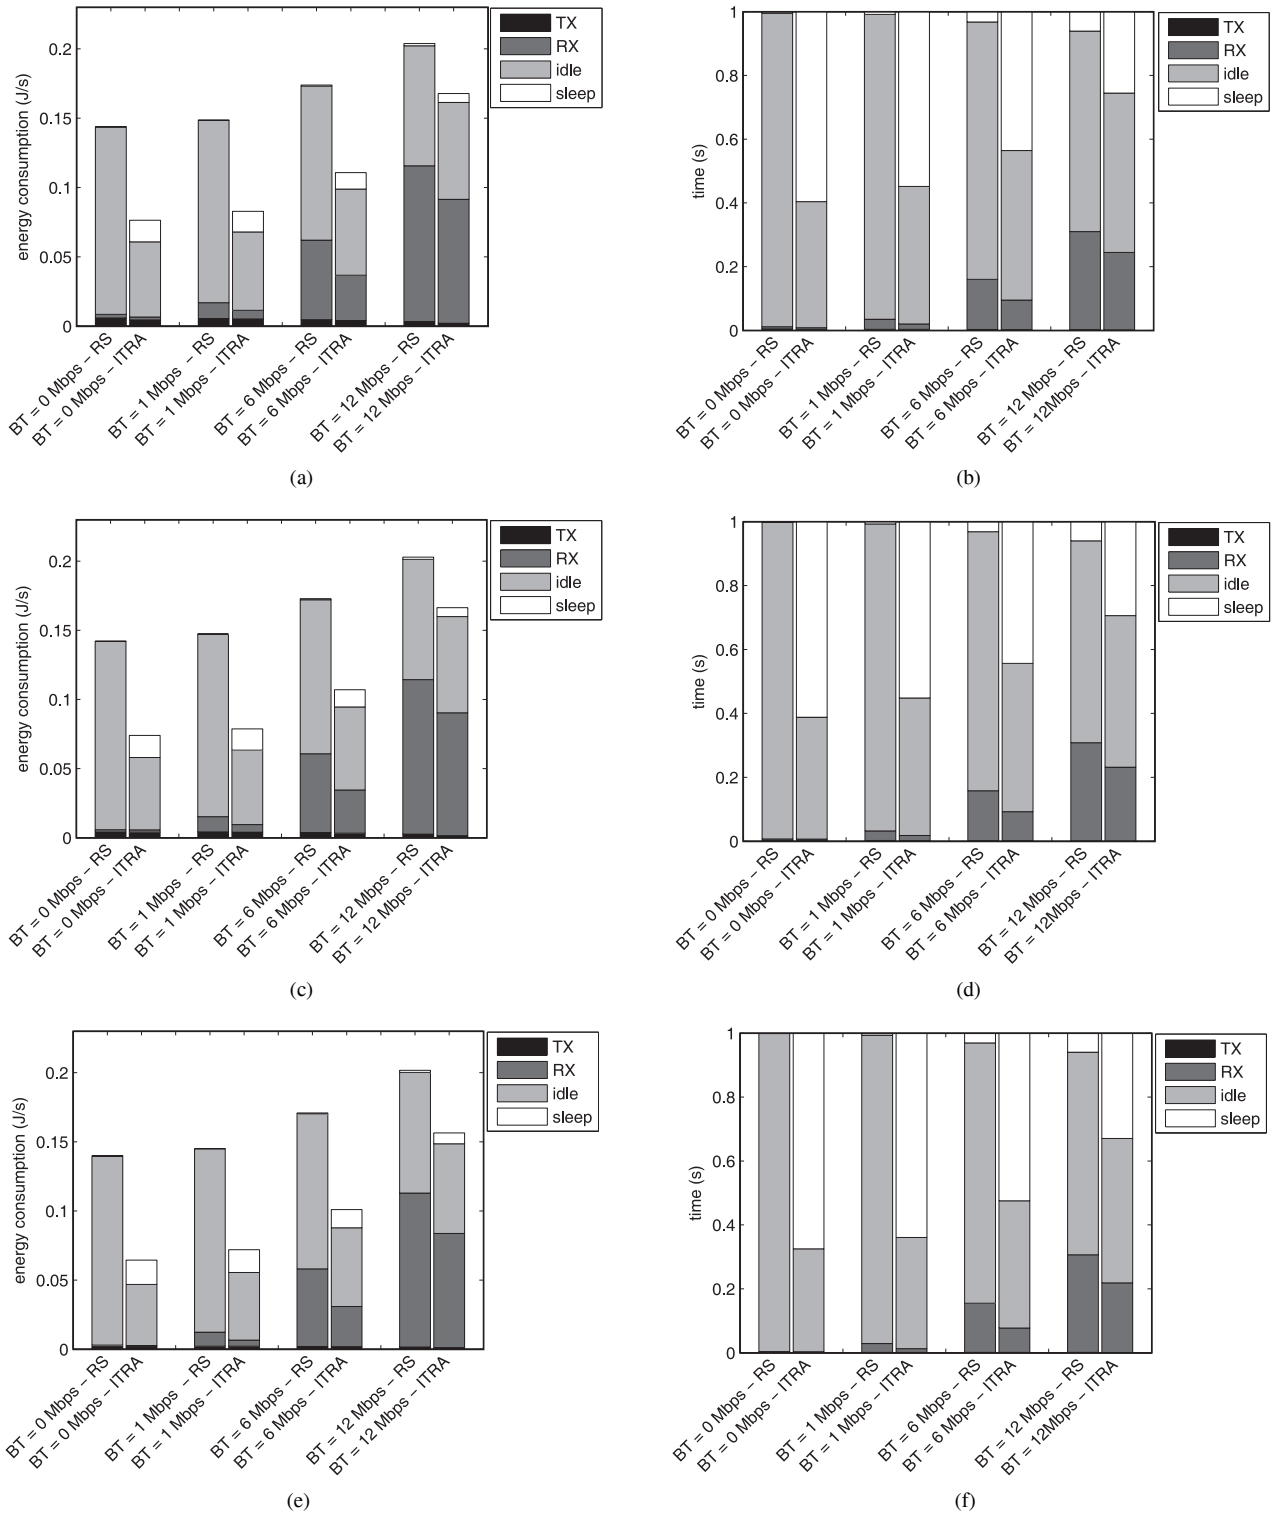 energy consumption (J/s)
0.2
0.15
0.1
0.05
0
TX
RX
idle
sleep
BT = 0 Mbps – RS
BT = 0 Mbps – ITRA
BT = 1 Mbps – RS
BT = 1 Mbps – ITRA
BT = 6 Mbps – RS
BT = 6 Mbps – ITRA
BT = 12 Mbps – RS
BT = 12 Mbps – ITRA
(a)
time (s)
1
0.8
0.6
0.4
0.2
0
TX
RX
idle
sleep
BT = 0 Mbps – RS
BT = 0 Mbps – ITRA
BT = 1 Mbps – RS
BT = 1 Mbps – ITRA
BT = 6 Mbps – RS
BT = 6 Mbps – ITRA
BT = 12 Mbps – RS
BT = 12Mbps – ITRA
(b)
energy consumption (J/s)
0.2
0.15
0.1
0.05
0
TX
RX
idle
sleep
BT = 0 Mbps – RS
BT = 0 Mbps – ITRA
BT = 1 Mbps – RS
BT = 1 Mbps – ITRA
BT = 6 Mbps – RS
BT = 6 Mbps – ITRA
BT = 12 Mbps – RS
BT = 12 Mbps – ITRA
(c)
time (s)
1
0.8
0.6
0.4
0.2
0
TX
RX
idle
sleep
BT = 0 Mbps – RS
BT = 0 Mbps – ITRA
BT = 1 Mbps – RS
BT = 1 Mbps – ITRA
BT = 6 Mbps – RS
BT = 6 Mbps – ITRA
BT = 12 Mbps – RS
BT = 12Mbps – ITRA
(d)
energy consumption (J/s)
0.2
0.15
0.1
0.05
0
TX
RX
idle
sleep
BT = 0 Mbps – RS
BT = 0 Mbps – ITRA
BT = 1 Mbps – RS
BT = 1 Mbps – ITRA
BT = 6 Mbps – RS
BT = 6 Mbps – ITRA
BT = 12 Mbps – RS
BT = 12 Mbps – ITRA
(e)
time (s)
1
0.8
0.6
0.4
0.2
0
TX
RX
idle
sleep
BT = 0 Mbps – RS
BT = 0 Mbps – ITRA
BT = 1 Mbps – RS
BT = 1 Mbps – ITRA
BT = 6 Mbps – RS
BT = 6 Mbps – ITRA
BT = 12 Mbps – RS
BT = 12Mbps – ITRA
(f)